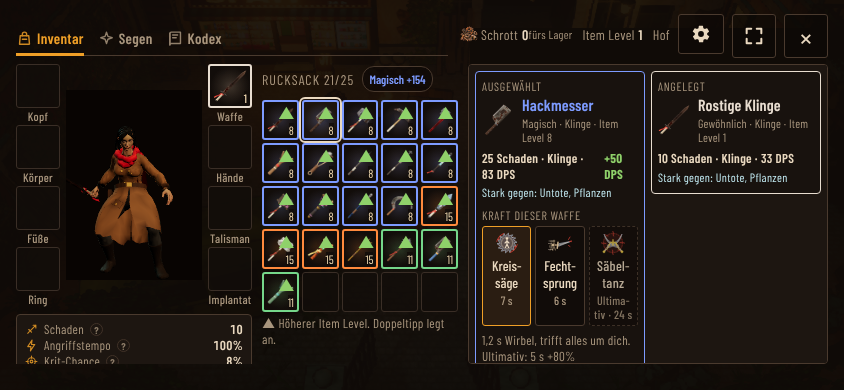 Inventar
Segen
Kodex
Schrott 0 fürs Lager Item Level 1 Hof
×
Kopf
Körper
Füße
Ring
1
Waffe
Hände
Talisman
Implantat
Schaden ? 10
Angriffstempo ? 100%
Krit-Chance ? 8%
RUCKSACK 21/25
Magisch +154
8 8 8 8 8
8 8 8 8 8
8 8 8 8 15
15 15 15 11 11
11
Höherer Item Level. Doppeltipp legt
an.
AUSGEWÄHLT
Hackmesser
Magisch · Klinge · Item
Level 8
25 Schaden · Klinge · +50
83 DPS DPS
Stark gegen: Untote, Pflanzen
KRAFT DIESER WAFFE
Kreis-
säge
7 s
Fecht-
sprung
6 s
Säbel-
tanz
Ultima-
tiv · 24 s
1,2 s Wirbel, trifft alles um dich.
Ultimativ: 5 s +80%
ANGELEGT
Rostige Klinge
Gewöhnlich · Klinge · Item
Level 1
10 Schaden · Klinge · 33 DPS
Stark gegen: Untote, Pflanzen